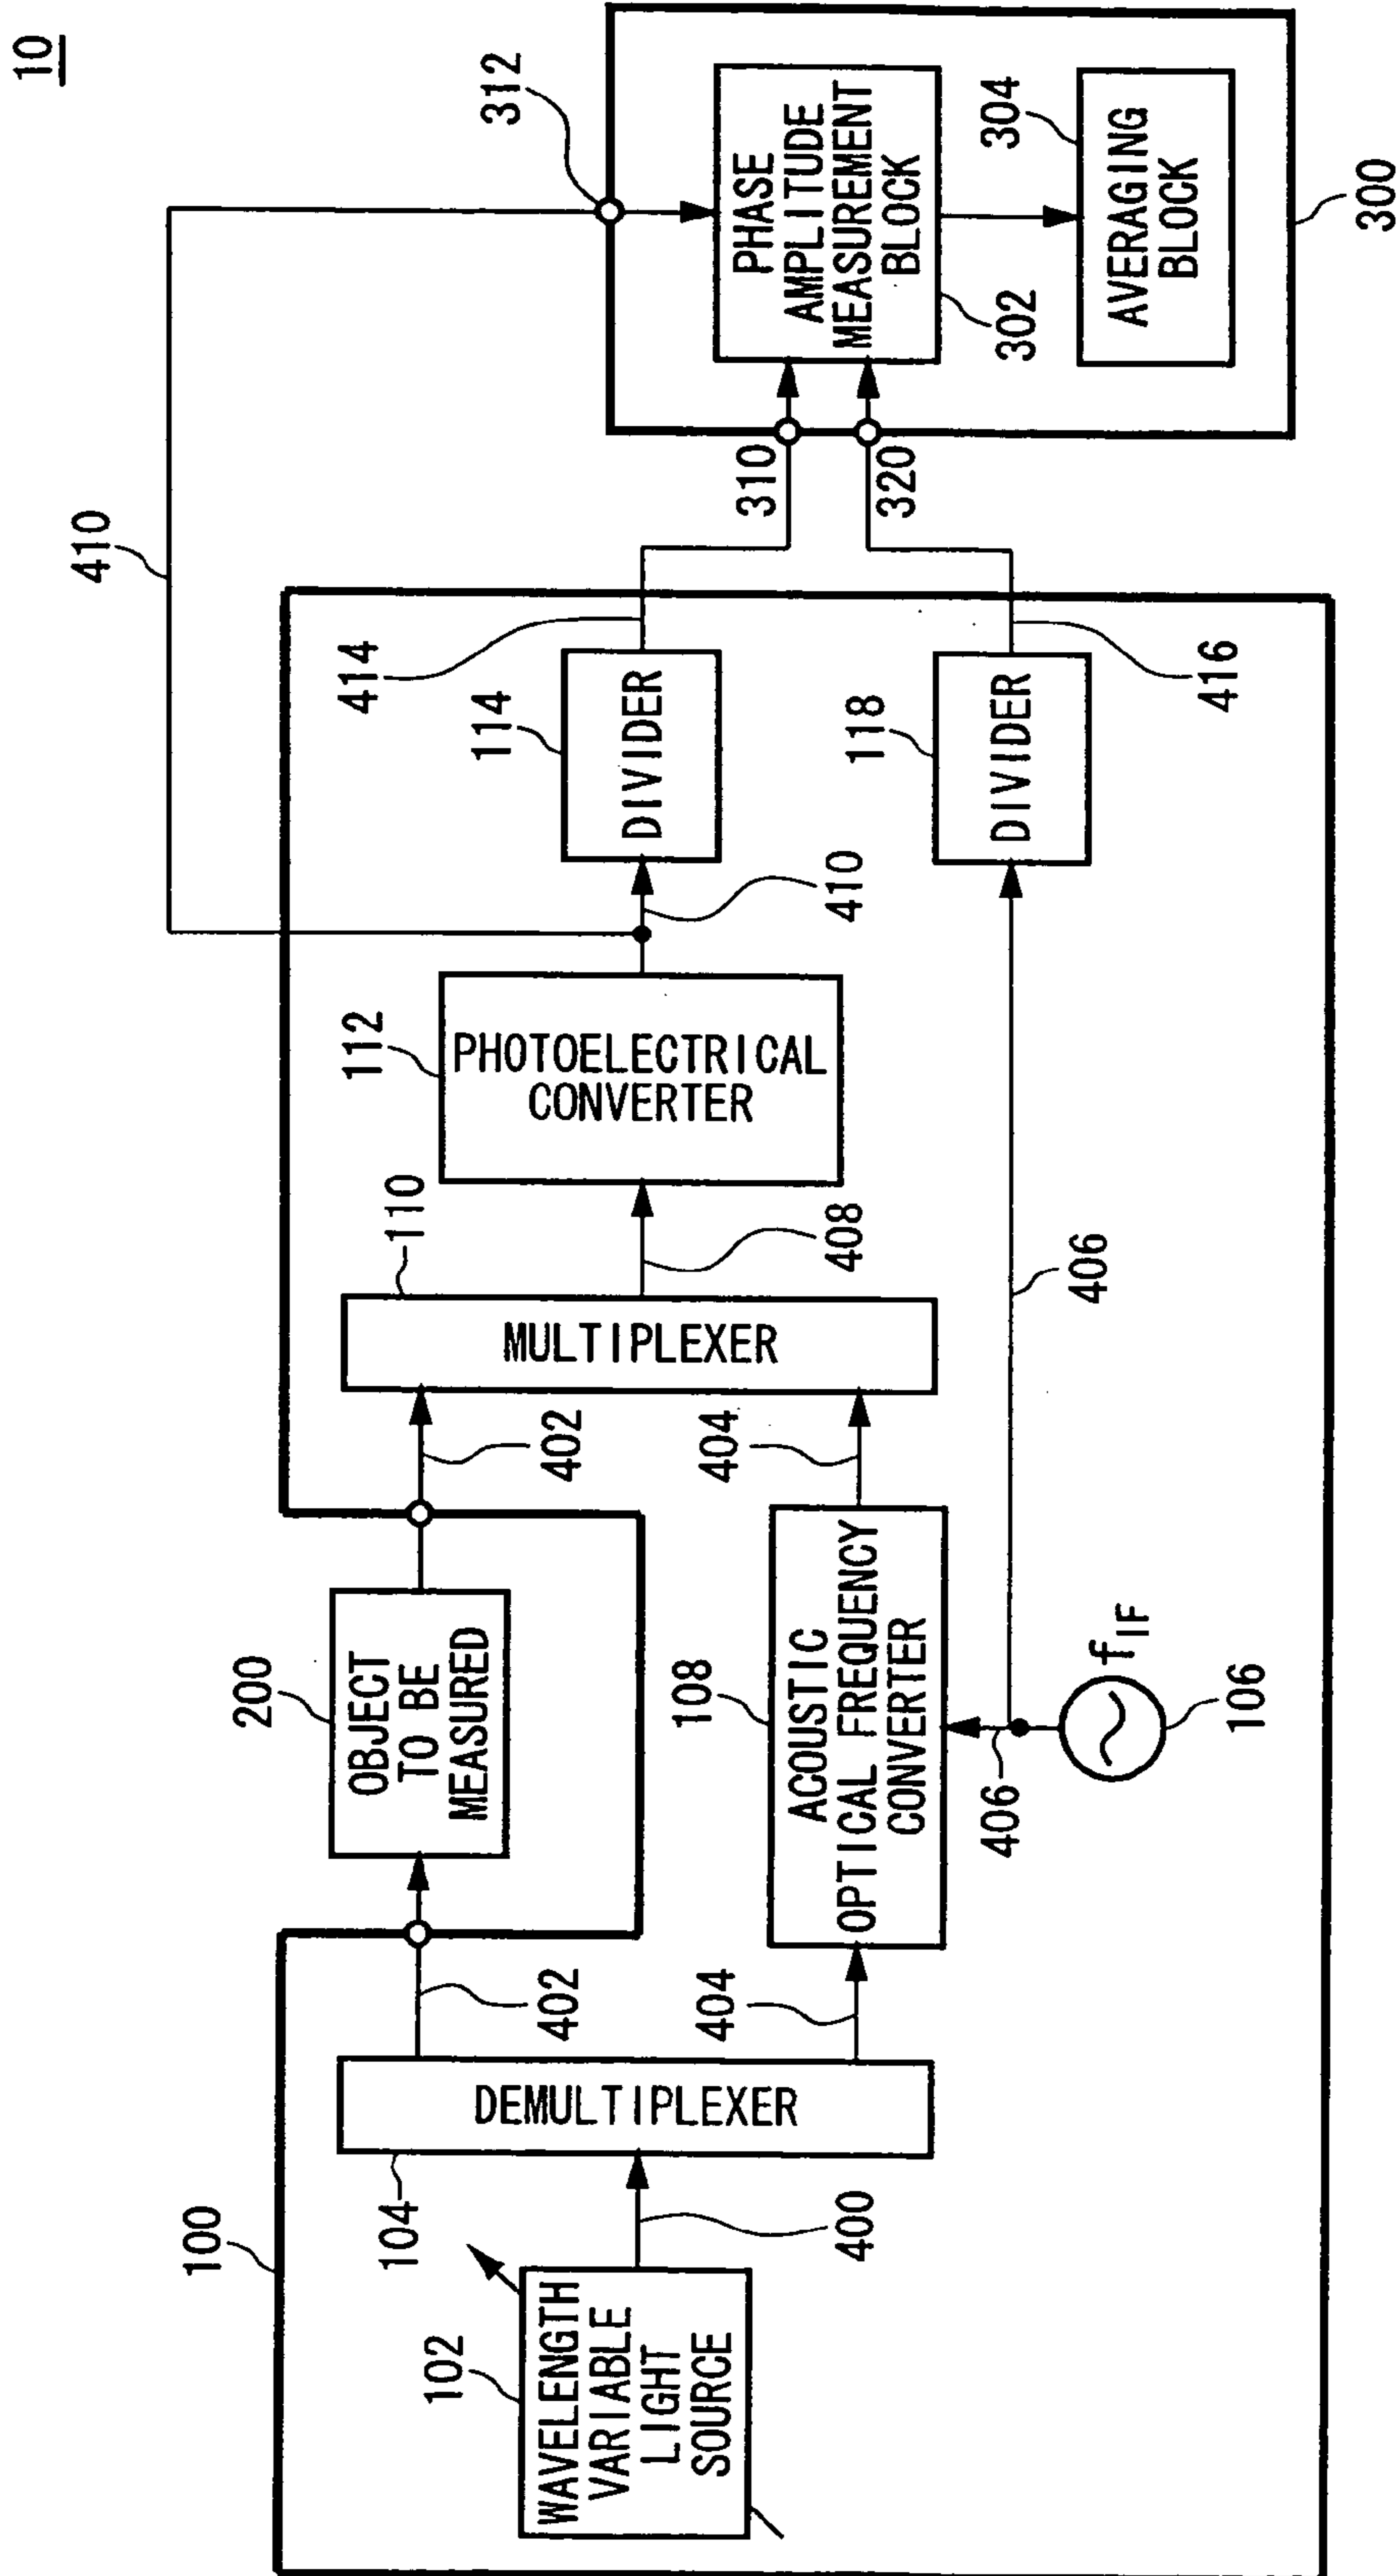 10
100
102
WAVELENGTH
VARIABLE
LIGHT
SOURCE
400
104
DEMULTIPLEXER
402
404
200
OBJECT
TO BE
MEASURED
108
ACOUSTIC
OPTICAL FREQUENCY
CONVERTER
406
106
fIF
402
404
406
110
MULTIPLEXER
408
112
PHOTOELECTRICAL
CONVERTER
410
410
114
DIVIDER
414
118
DIVIDER
416
310
320
312
PHASE
AMPLITUDE
MEASUREMENT
BLOCK
302
304
AVERAGING
BLOCK
300